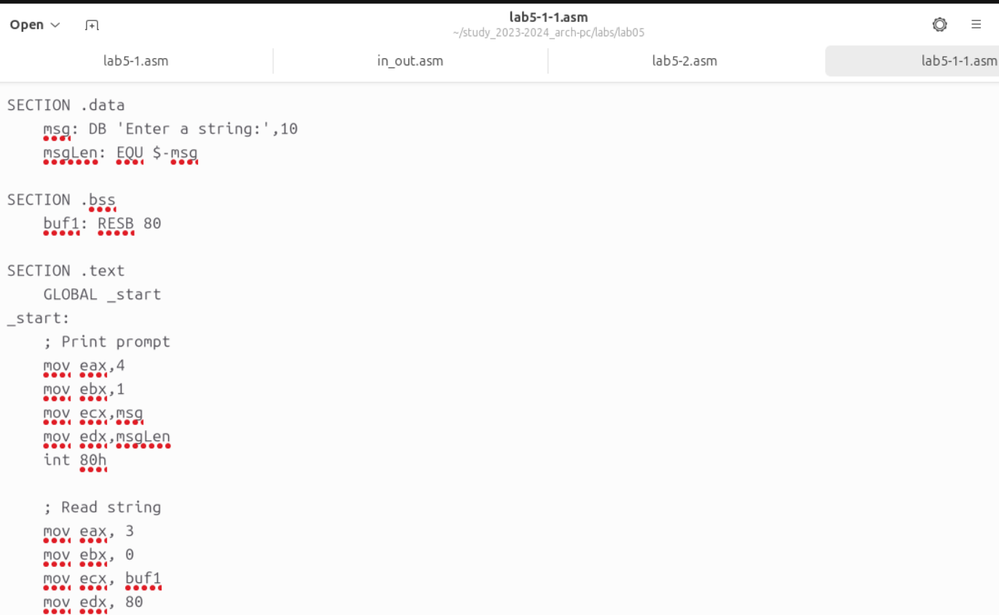 Open
lab5-1-1.asm
~/study_2023-2024_arch-pc/labs/lab05
lab5-1.asm
in_out.asm
lab5-2.asm
lab5-1-1.asm
SECTION .data
    msg: DB 'Enter a string:',10
    msgLen: EQU $-msg

SECTION .bss
    buf1: RESB 80

SECTION .text
    GLOBAL _start
_start:
    ; Print prompt
    mov eax,4
    mov ebx,1
    mov ecx,msg
    mov edx,msgLen
    int 80h

    ; Read string
    mov eax, 3
    mov ebx, 0
    mov ecx, buf1
    mov edx, 80